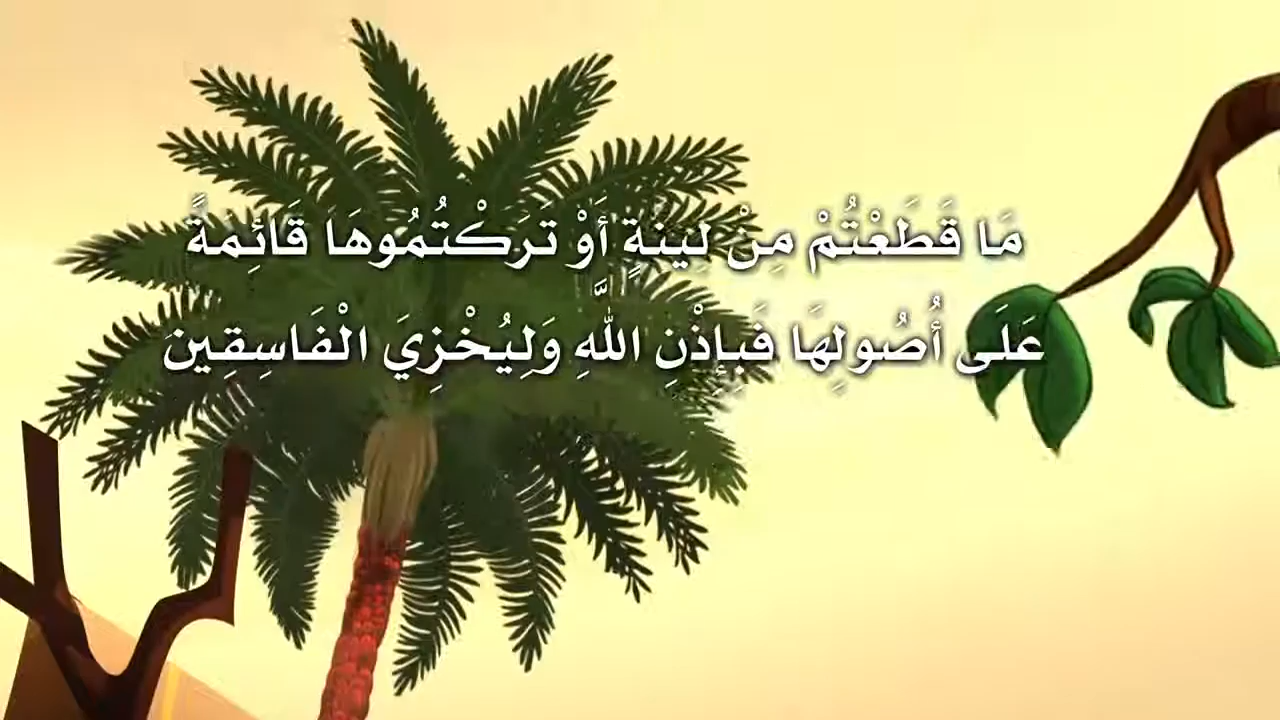 مَا قَطَعْتُمْ مِنْ لِينَةٍ أَوْ تَرَكْتُمُوهَا قَائِمَةً
عَلَى أُصُولِهَا فَبِإِذْنِ اللَّهِ وَلِيُخْزِيَ الْفَاسِقِينَ